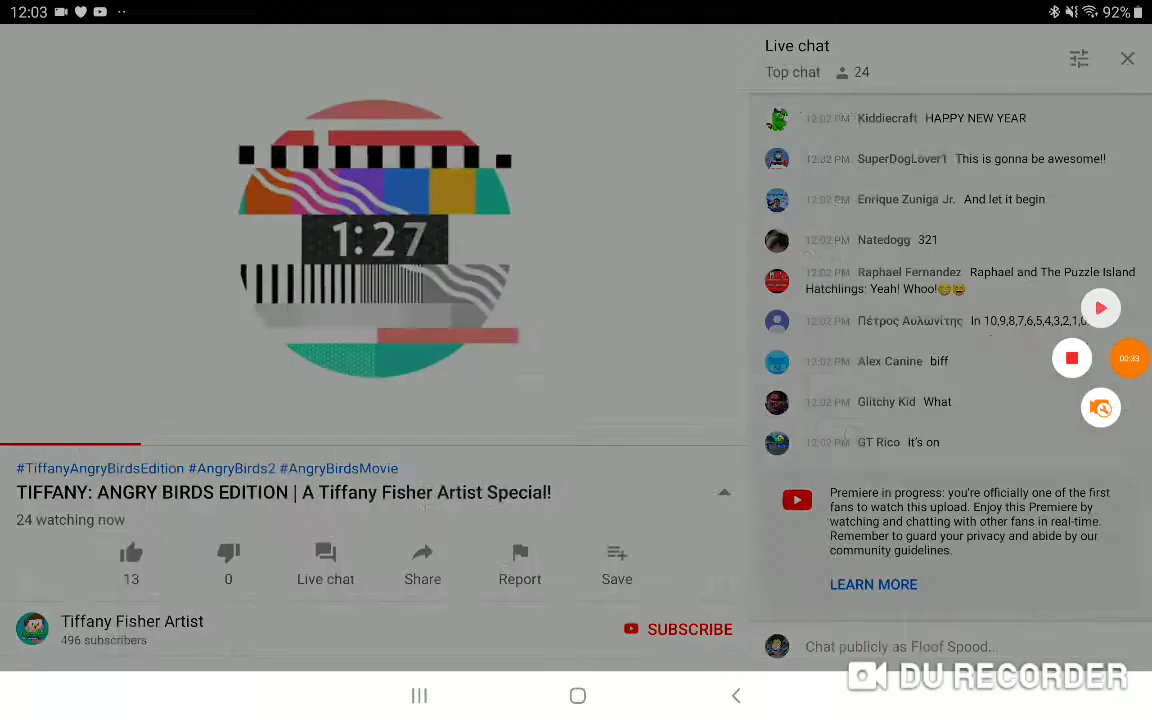 12:03
92%
Live chat
Top chat 24
12:02 PM Kiddiecraft HAPPY NEW YEAR
12:02 PM SuperDogLover1 This is gonna be awesome!!
12:02 PM Enrique Zuniga Jr. And let it begin
12:02 PM Natedogg 321
12:02 PM Raphael Fernandez Raphael and The Puzzle Island
Hatchlings: Yeah! Whoo!😁😆
12:02 PM Πέτρος Αυλωνίτης In 10,9,8,7,6,5,4,3,2,1,0
12:02 PM Alex Canine biff
12:02 PM Glitchy Kid What
12:02 PM GT Rico It's on
Premiere in progress: you're officially one of the first
fans to watch this upload. Enjoy this Premiere by
watching and chatting with other fans in real-time.
Remember to guard your privacy and abide by our
community guidelines.
LEARN MORE
Chat publicly as Floof Spood...
1:27
00:33
#TiffanyAngryBirdsEdition #AngryBirds2 #AngryBirdsMovie
TIFFANY: ANGRY BIRDS EDITION | A Tiffany Fisher Artist Special!
24 watching now
13 0 Live chat Share Report Save
Tiffany Fisher Artist
496 subscribers
SUBSCRIBE
DU RECORDER